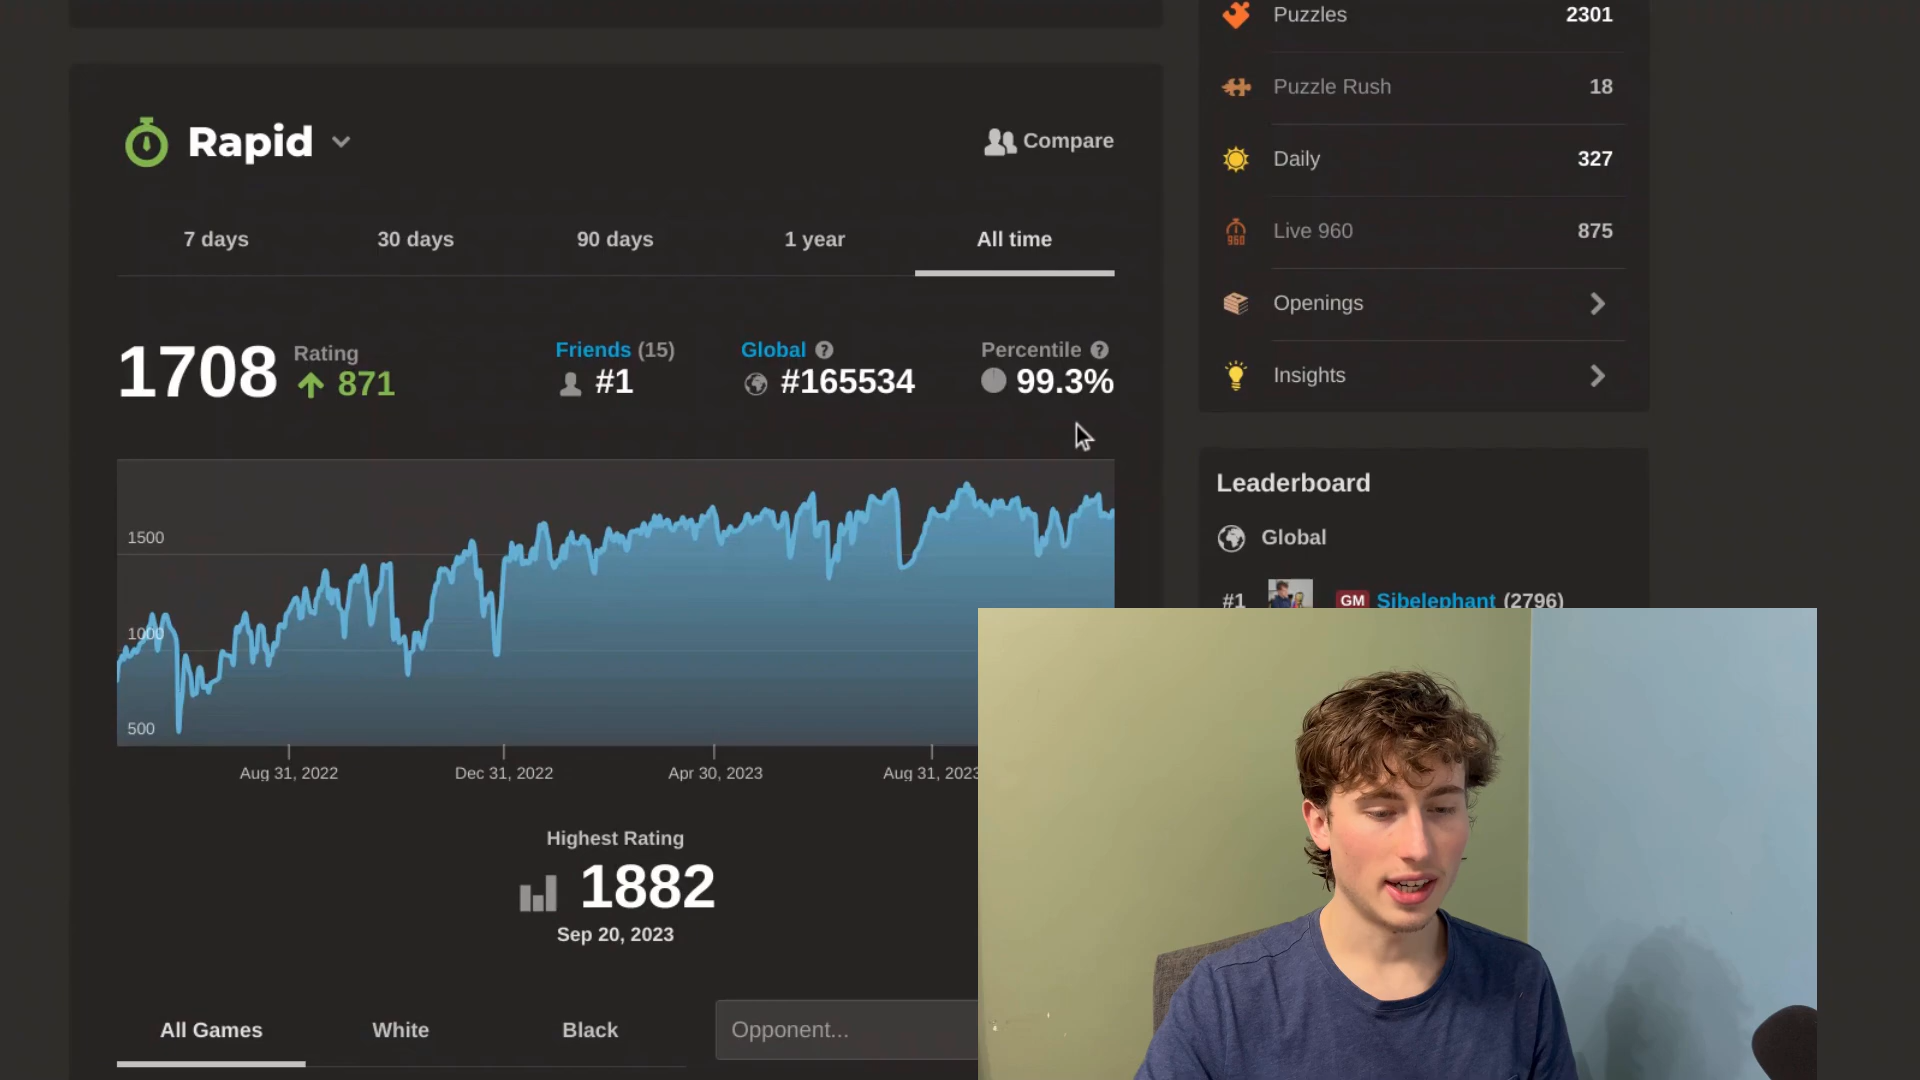 Puzzles 2301
Puzzle Rush 18
Rapid
Compare
Daily 327
7 days 30 days 90 days 1 year All time
960
Live 960 875
Openings
Insights
1708 Rating 871
Friends (15) #1
Global ? #165534
Percentile ? 99.3%
1500
1000
500
Aug 31, 2022 Dec 31, 2022 Apr 30, 2023 Aug 31, 2023
Highest Rating
1882
Sep 20, 2023
All Games White Black Opponent...
Leaderboard
Global
#1 GM Sibelephant (2796)